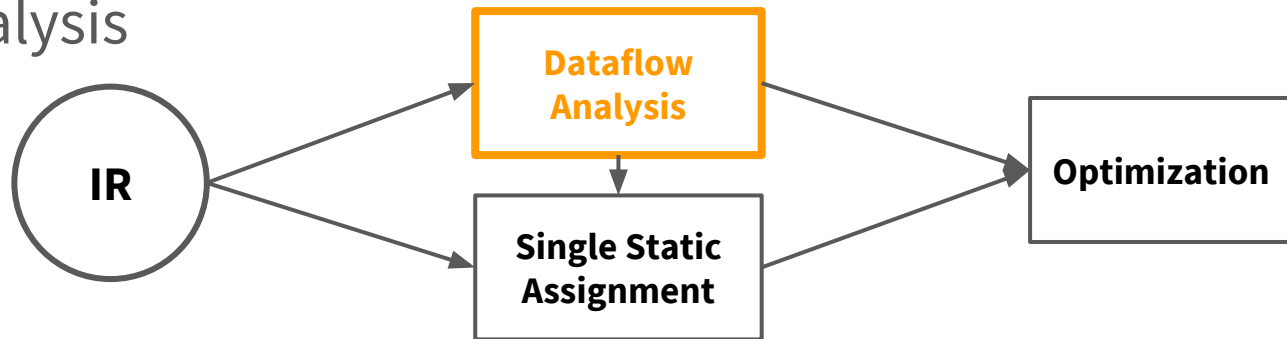 alysis
Dataflow
Analysis
IR
Optimization
Single Static
Assignment